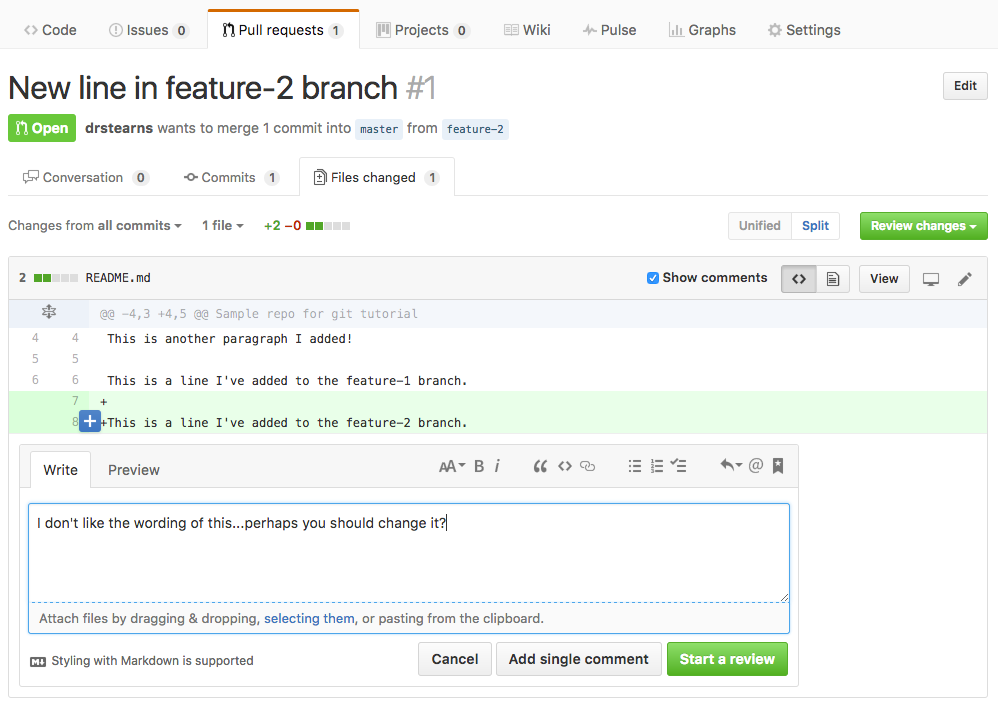 Code Issues 0 Pull requests 1 Projects 0 Wiki Pulse Graphs Settings
New line in feature-2 branch #1 Edit
Open drstearns wants to merge 1 commit into master from feature-2
Conversation 0 Commits 1 Files changed 1
Changes from all commits 1 file +2 −0 Unified Split Review changes
2 README.md Show comments <> View
@@ -4,3 +4,5 @@ Sample repo for git tutorial
4 4 This is another paragraph I added!
5 5
6 6 This is a line I've added to the feature-1 branch.
7 +
8 +This is a line I've added to the feature-2 branch.
Write Preview AA B i “ <> @
I don't like the wording of this...perhaps you should change it?
Attach files by dragging & dropping, selecting them, or pasting from the clipboard.
Styling with Markdown is supported Cancel Add single comment Start a review